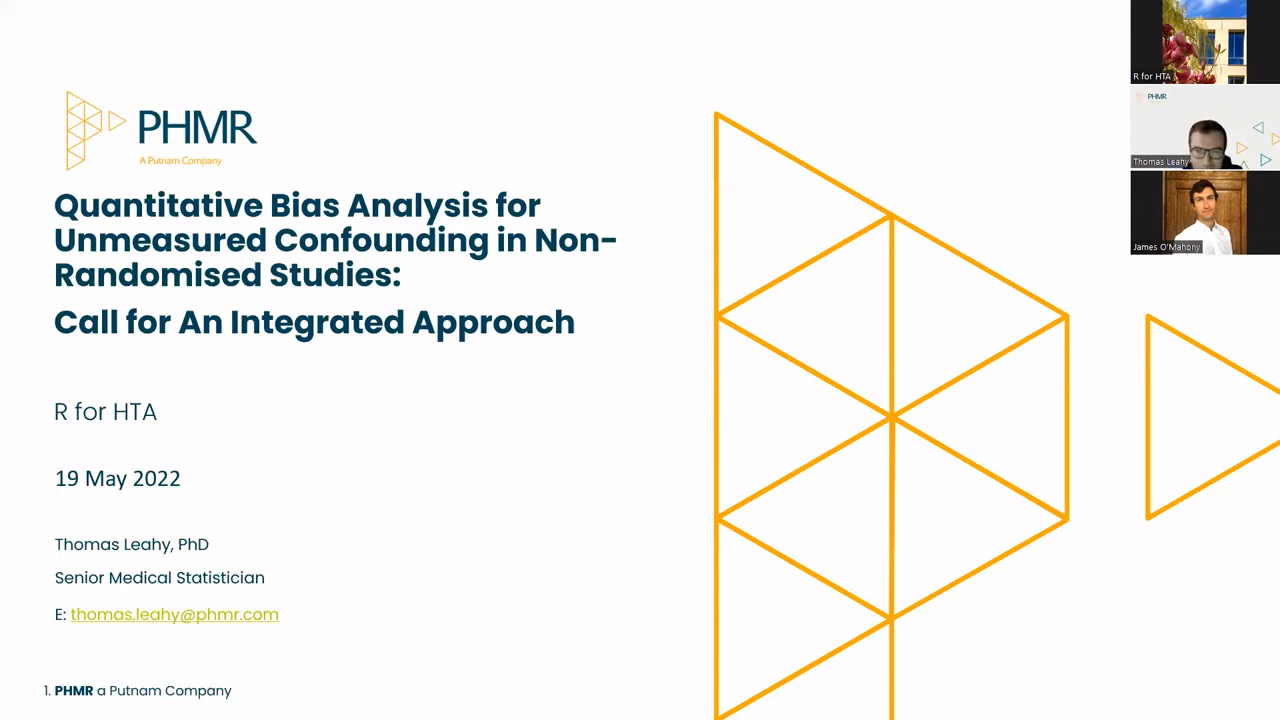 PHMR
A Putnam Company
Quantitative Bias Analysis for
Unmeasured Confounding in Non-
Randomised Studies:
Call for An Integrated Approach
R for HTA
19 May 2022
Thomas Leahy, PhD
Senior Medical Statistician
E: thomas.leahy@phmr.com
1. PHMR a Putnam Company
R for HTA
PHMR
Thomas Leahy
James O'Mahony